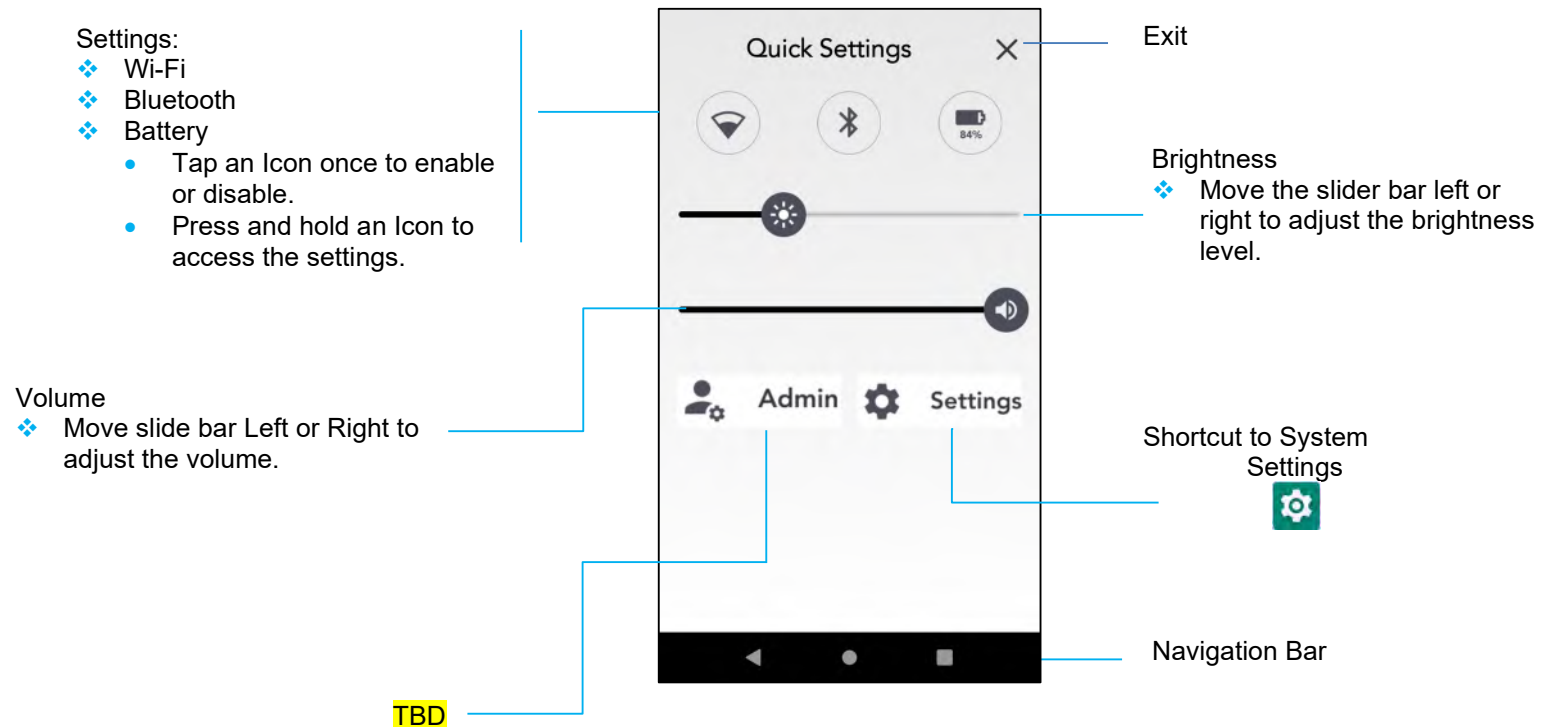 Settings:
Wi-Fi
Bluetooth
Battery
Tap an Icon once to enable
or disable.
Press and hold an Icon to
access the settings.
Volume
Move slide bar Left or Right to
adjust the volume.
TBD
Quick Settings
84%
Admin
Settings
Exit
Brightness
Move the slider bar left or
right to adjust the brightness
level.
Shortcut to System
Settings
Navigation Bar